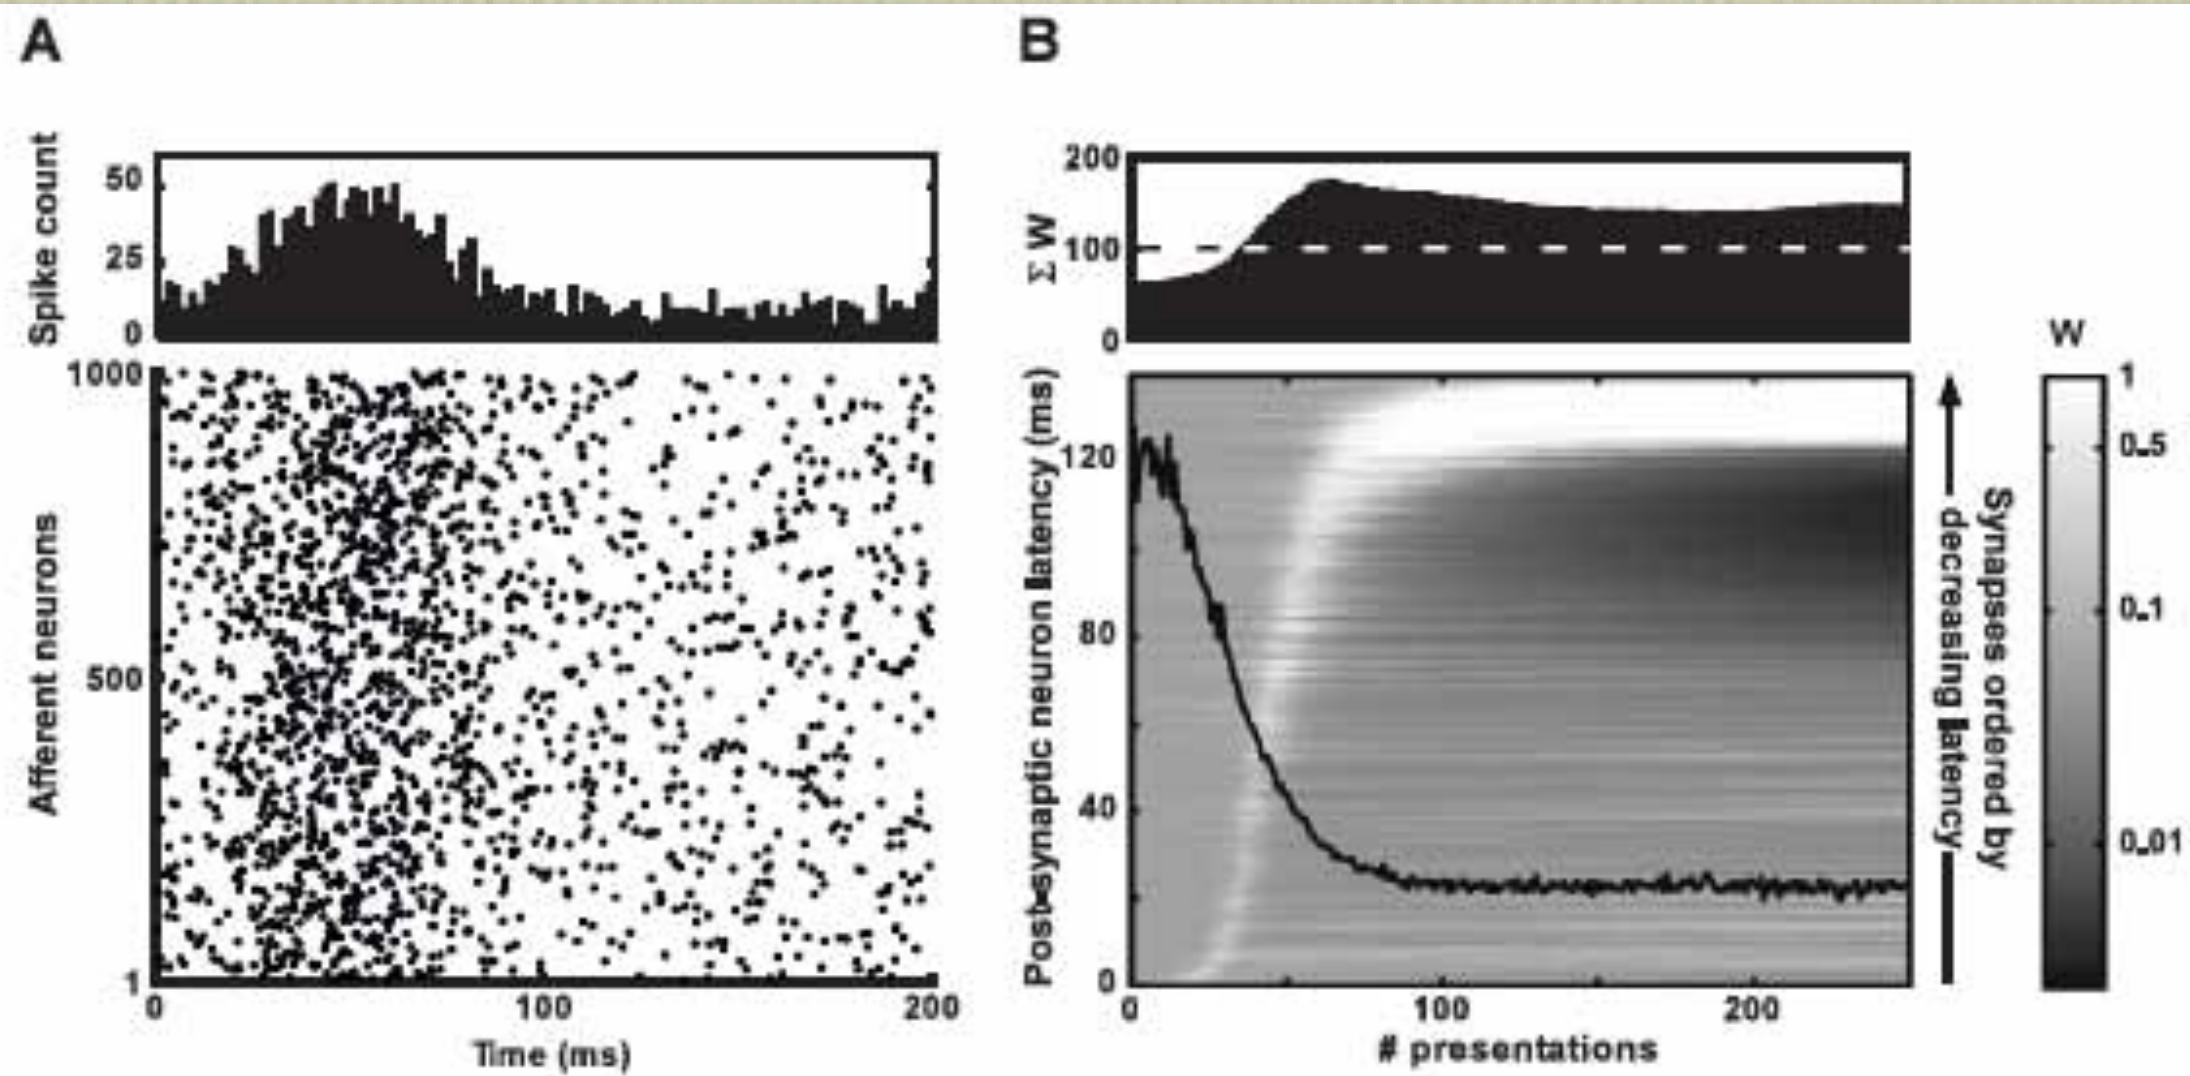 A
Spike count
50
25
0
Afferent neurons
1000
500
1
0
100
200
Time (ms)
B
Σ W
200
100
0
Post-synaptic neuron latency (ms)
120
80
40
0
0
100
200
# presentations
Synapses ordered by
decreasing latency
W
1
0.5
0.1
0.01